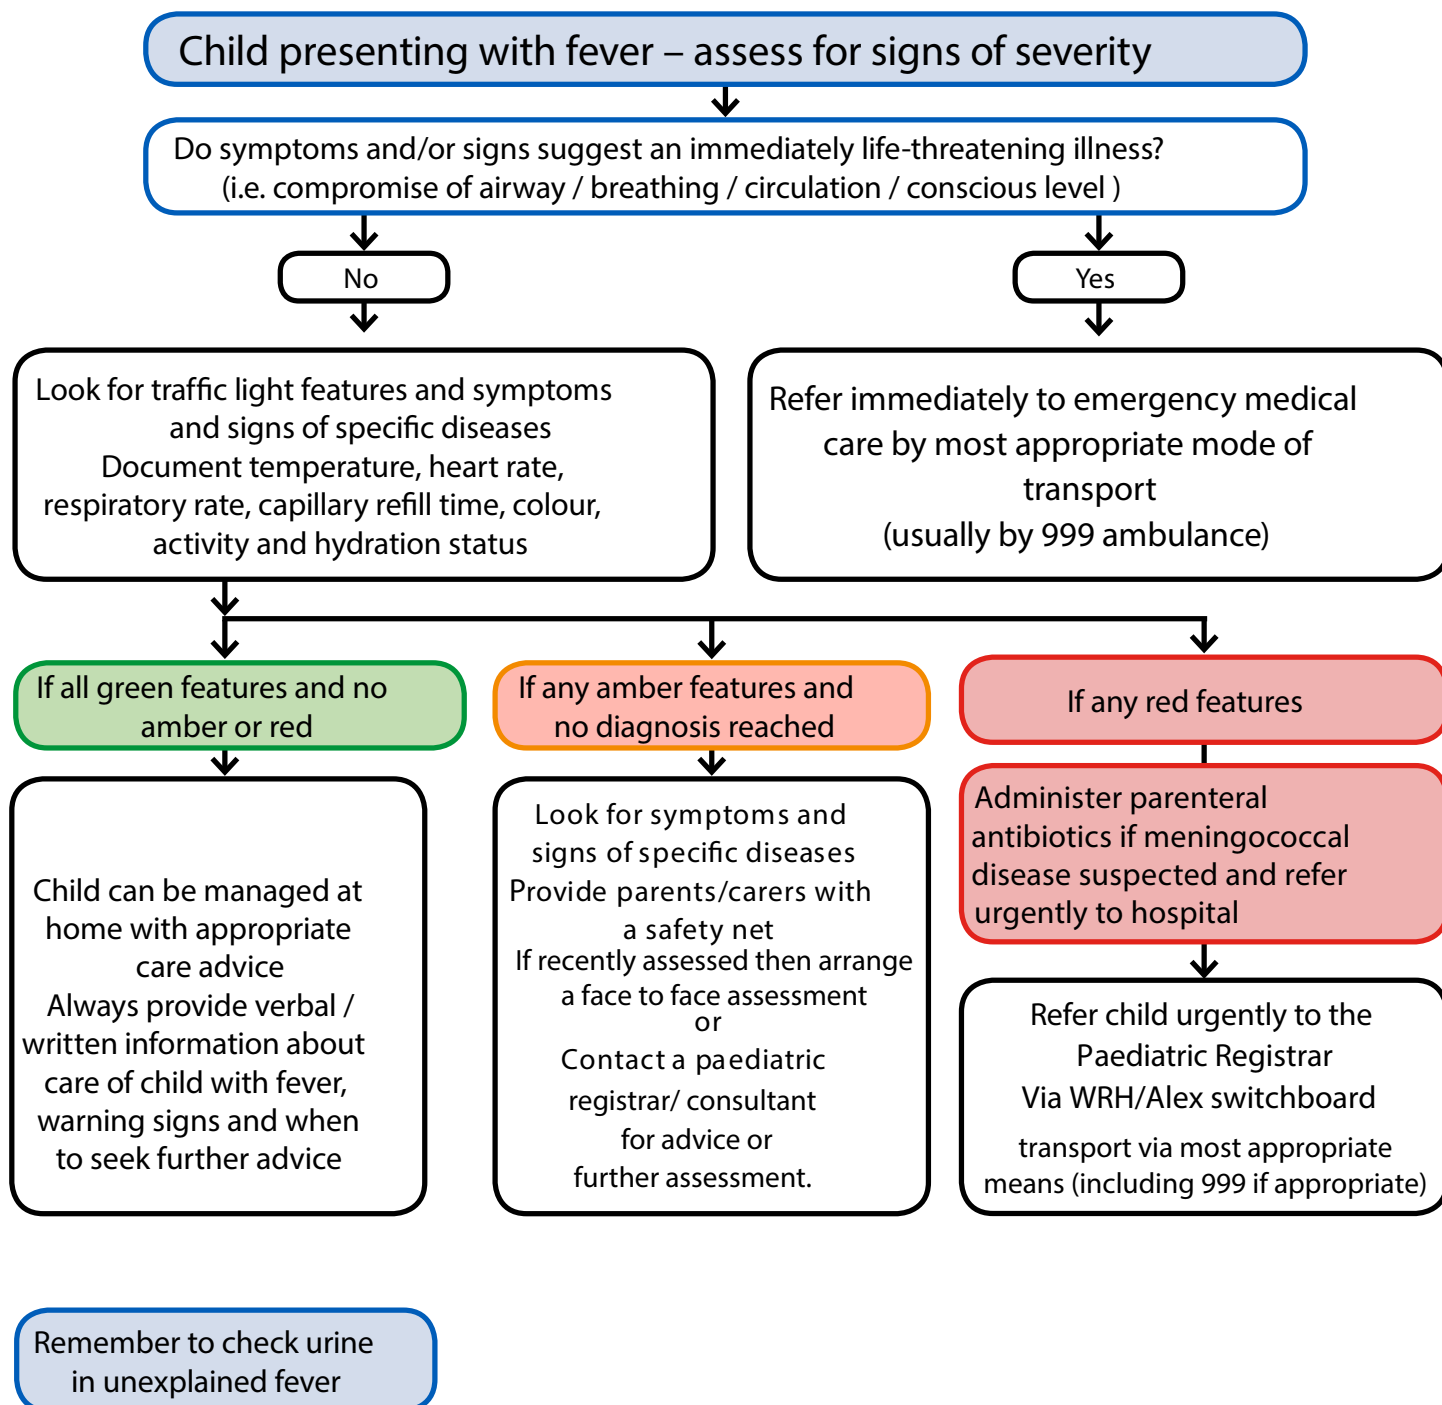 Child presenting with fever – assess for signs of severity
Do symptoms and/or signs suggest an immediately life-threatening illness?
(i.e. compromise of airway / breathing / circulation / conscious level )
No
Yes
Look for traffic light features and symptoms
and signs of specific diseases
Document temperature, heart rate,
respiratory rate, capillary refill time, colour,
activity and hydration status
Refer immediately to emergency medical
care by most appropriate mode of
transport
(usually by 999 ambulance)
If all green features and no
amber or red
If any amber features and
no diagnosis reached
If any red features
Child can be managed at
home with appropriate
care advice
Always provide verbal /
written information about
care of child with fever,
warning signs and when
to seek further advice
Look for symptoms and
signs of specific diseases
Provide parents/carers with
a safety net
If recently assessed then arrange
a face to face assessment
or
Contact a paediatric
registrar/ consultant
for advice or
further assessment.
Administer parenteral
antibiotics if meningococcal
disease suspected and refer
urgently to hospital
Refer child urgently to the
Paediatric Registrar
Via WRH/Alex switchboard
transport via most appropriate
means (including 999 if appropriate)
Remember to check urine
in unexplained fever